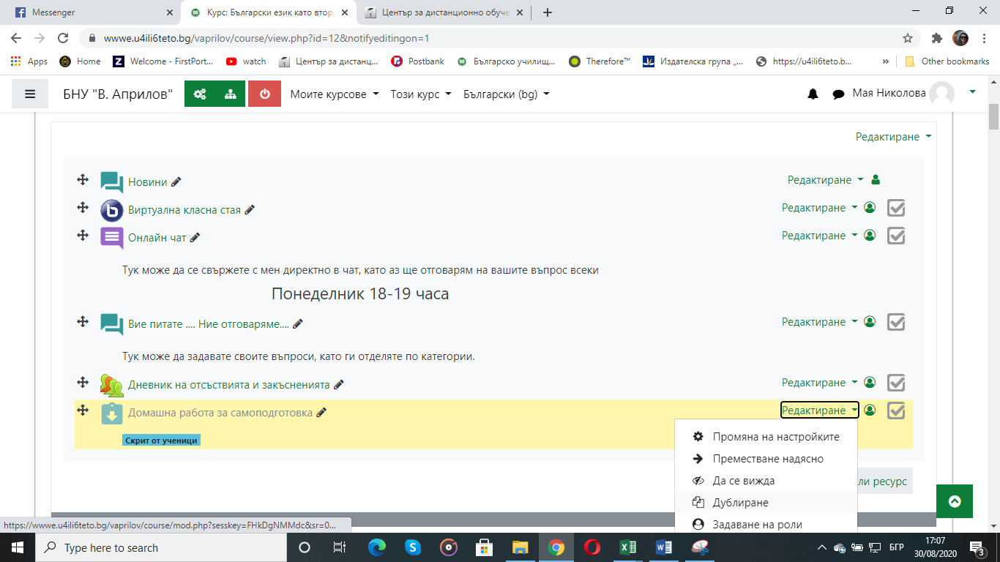 Messenger
Курс: Български език като втори
Център за дистанционно обуче
wwwe.u4ili6teto.bg/vaprilov/course/view.php?id=12&notifyeditingon=1
Apps Home Welcome - FirstPort... watch Център за дистанц... Postbank Българско училищ... Therefore™ Издателска група „... https://u4ili6teto.b... » Other bookmarks
БНУ "В. Априлов" Моите курсове Този курс Български (bg) Мая Николова
Редактиране
Новини Редактиране
Виртуална класна стая Редактиране
Онлайн чат Редактиране
Тук може да се свържете с мен директно в чат, като аз ще отговарям на вашите въпрос всеки
Понеделник 18-19 часа
Вие питате .... Ние отговаряме.... Редактиране
Тук може да задавате своите въпроси, като ги отделяте по категории.
Дневник на отсъствията и закъсненията Редактиране
Домашна работа за самоподготовка Редактиране
Скрит от ученици
Промяна на настройките
Преместване надясно
Да се вижда
ли ресурс
Дублиране
Задаване на роли
https://wwwe.u4ili6teto.bg/vaprilov/course/mod.php?sesskey=FHkDgNMMdc&sr=0...
Type here to search
БГР
17:07
30/08/2020
3